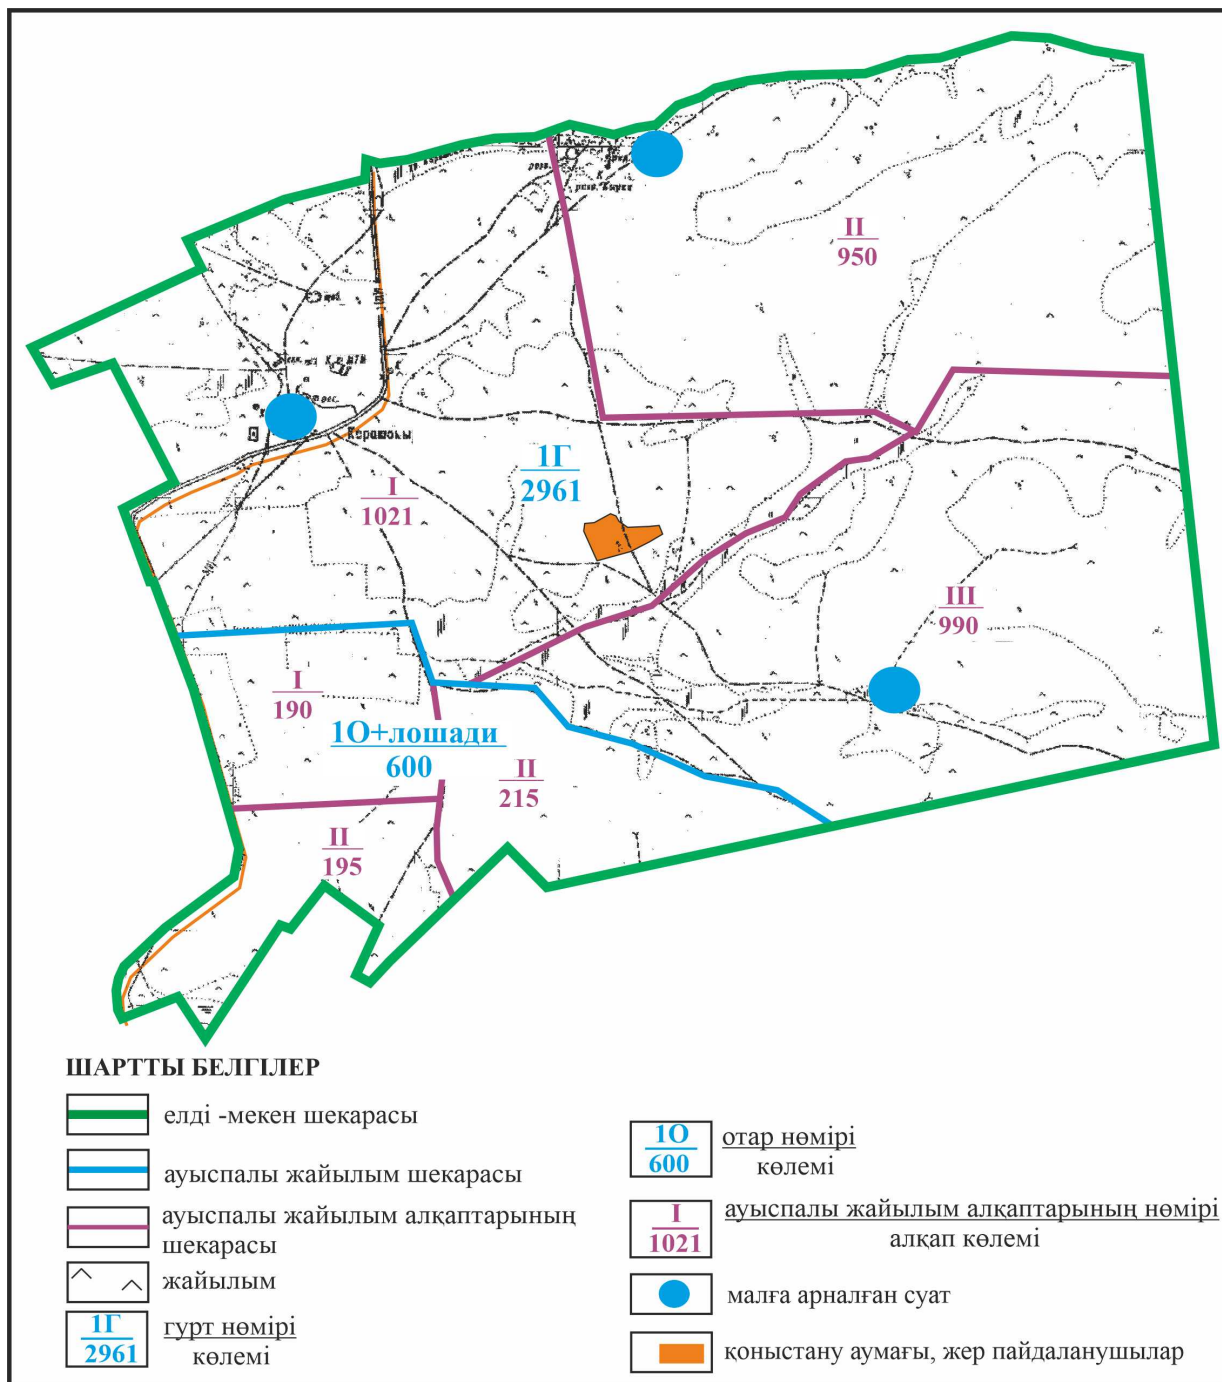 II
950
1Г
2961
I
1021
Карашокы
III
990
I
190
1О+лошади
600
II
215
II
195
ШАРТТЫ БЕЛГІЛЕР
елді -мекен шекарасы
ауыспалы жайылым шекарасы
ауыспалы жайылым алқаптарының
шекарасы
жайылым
1Г
2961
гурт нөмірі
көлемі
1О
600
отар нөмірі
көлемі
I
1021
ауыспалы жайылым алқаптарының нөмірі
алқап көлемі
малға арналған суат
қоныстану аумағы, жер пайдаланушылар